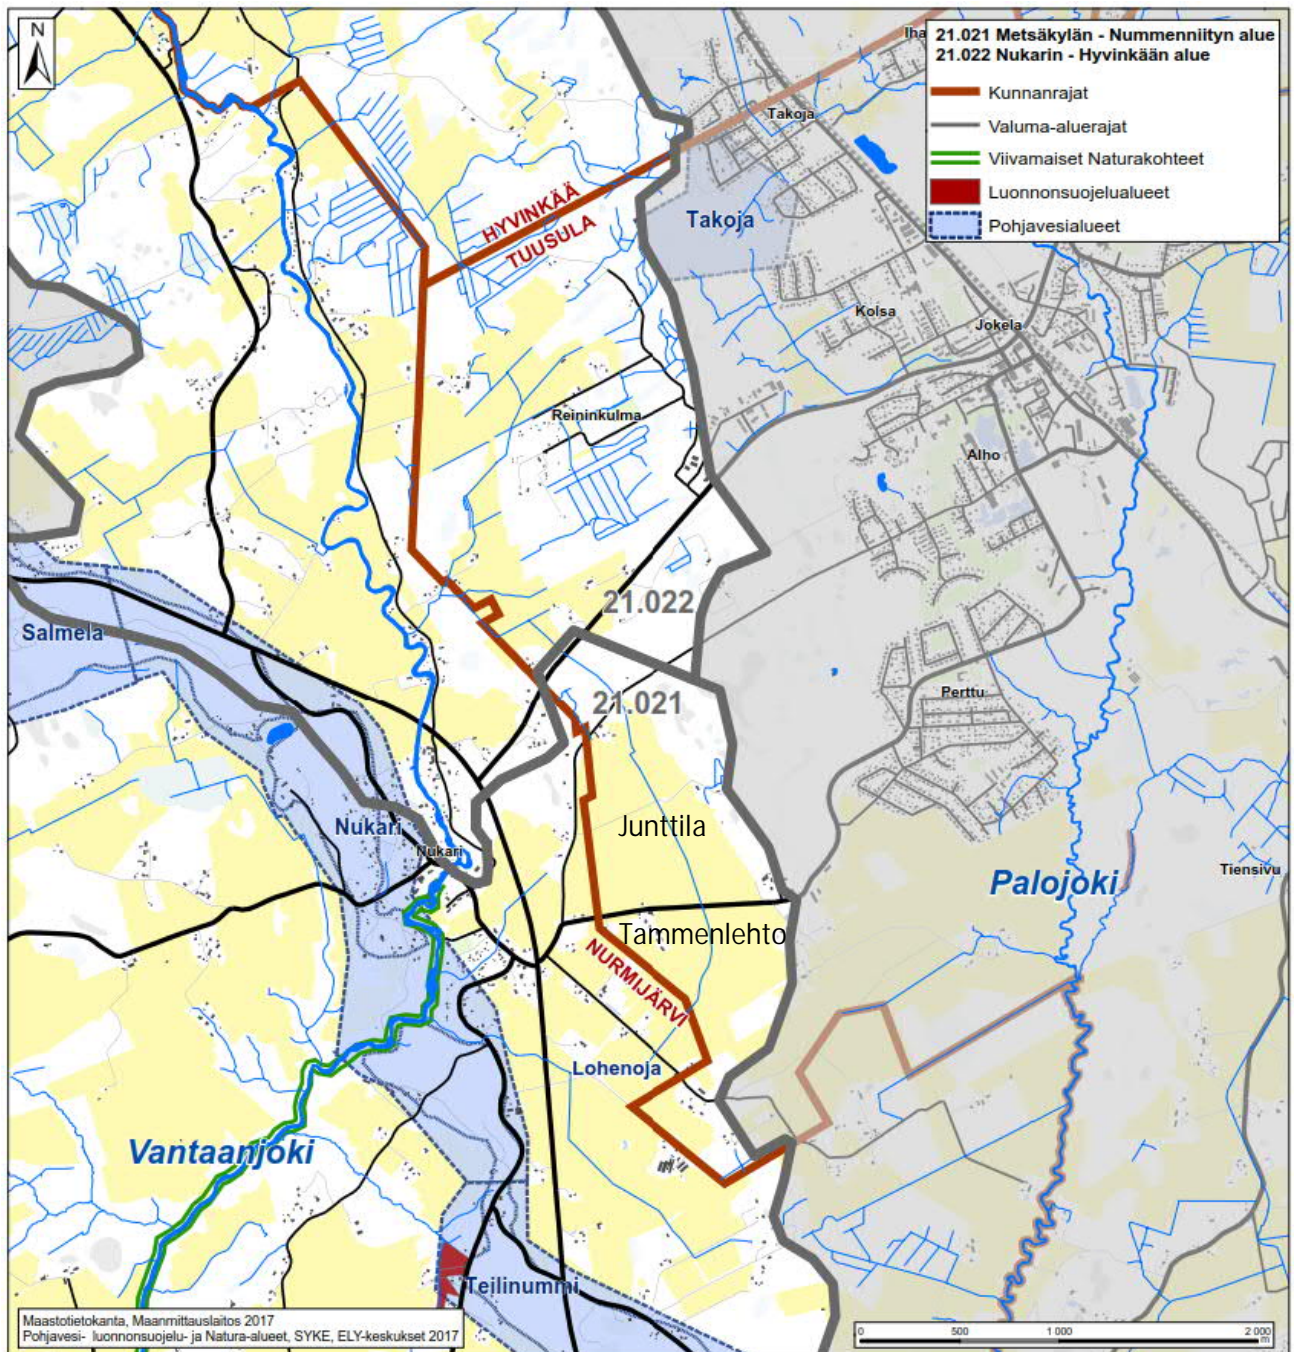 N
21.021 Metsäkylän - Nummenniityn alue
21.022 Nukarin - Hyvinkään alue
Kunnanrajat
Valuma-aluerajat
Viivamaiset Naturakohteet
Luonnonsuojelualueet
Pohjavesialueet
Iha
Takoja
Takoja
HYVINKÄÄ
TUUSULA
Kolsa
Jokela
Reininkulma
Alho
21.022
Salmela
21.021
Perttu
Junttila
Nukari
Nukari
Palojoki
Tiensivu
Tammenlehto
NURMIJÄRVI
Lohenoja
Vantaanjoki
Teilinummi
Maastotietokanta, Maanmittauslaitos 2017
Pohjavesi- luonnonsuojelu- ja Natura-alueet, SYKE, ELY-keskukset 2017
0 500 1 000 2 000
m